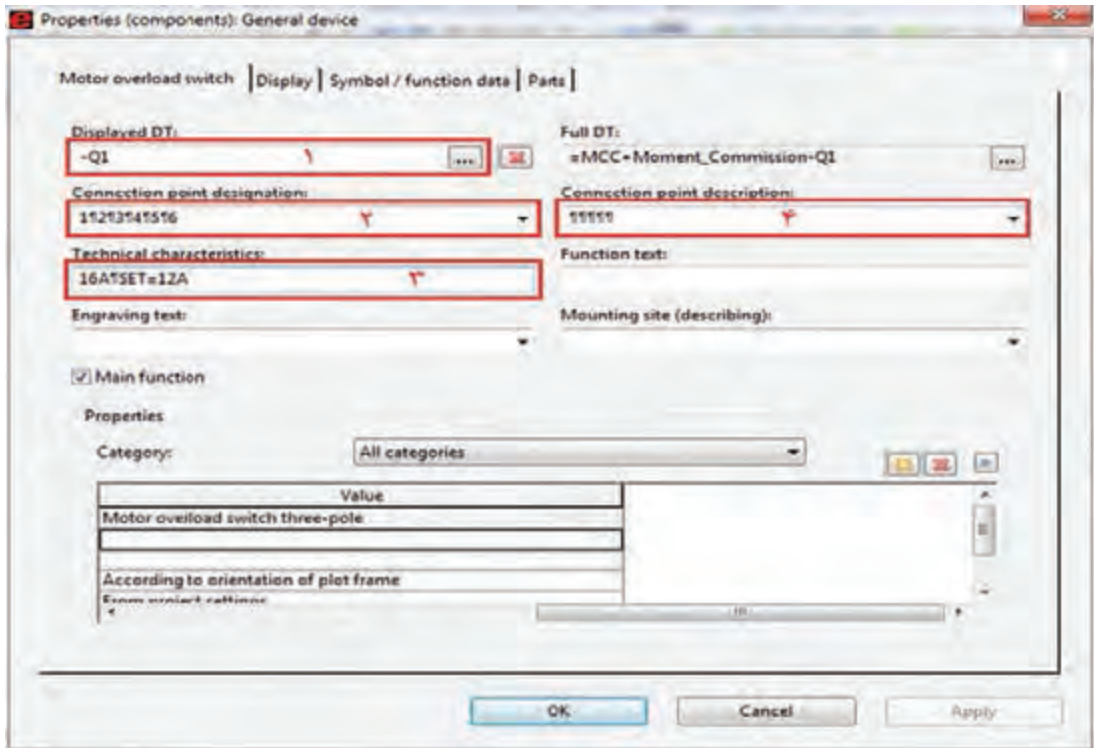 Properties (components): General device
Motor overload switch | Display | Symbol / function data | Parts
Displayed DT: Full DT:
-Q1 ۱ ... =MCC+Moment_Commission-Q1 ...
Connection point designation: Connection point description:
1¶2¶3¶4¶5¶6 ۲ ¶¶¶¶¶ ۴
Technical characteristics: Function text:
16A¶SET=12A ۳
Engraving text: Mounting site (describing):
Main function
Properties
Category: All categories
Value
Motor overload switch three-pole
According to orientation of plot frame
From project settings
OK Cancel Apply